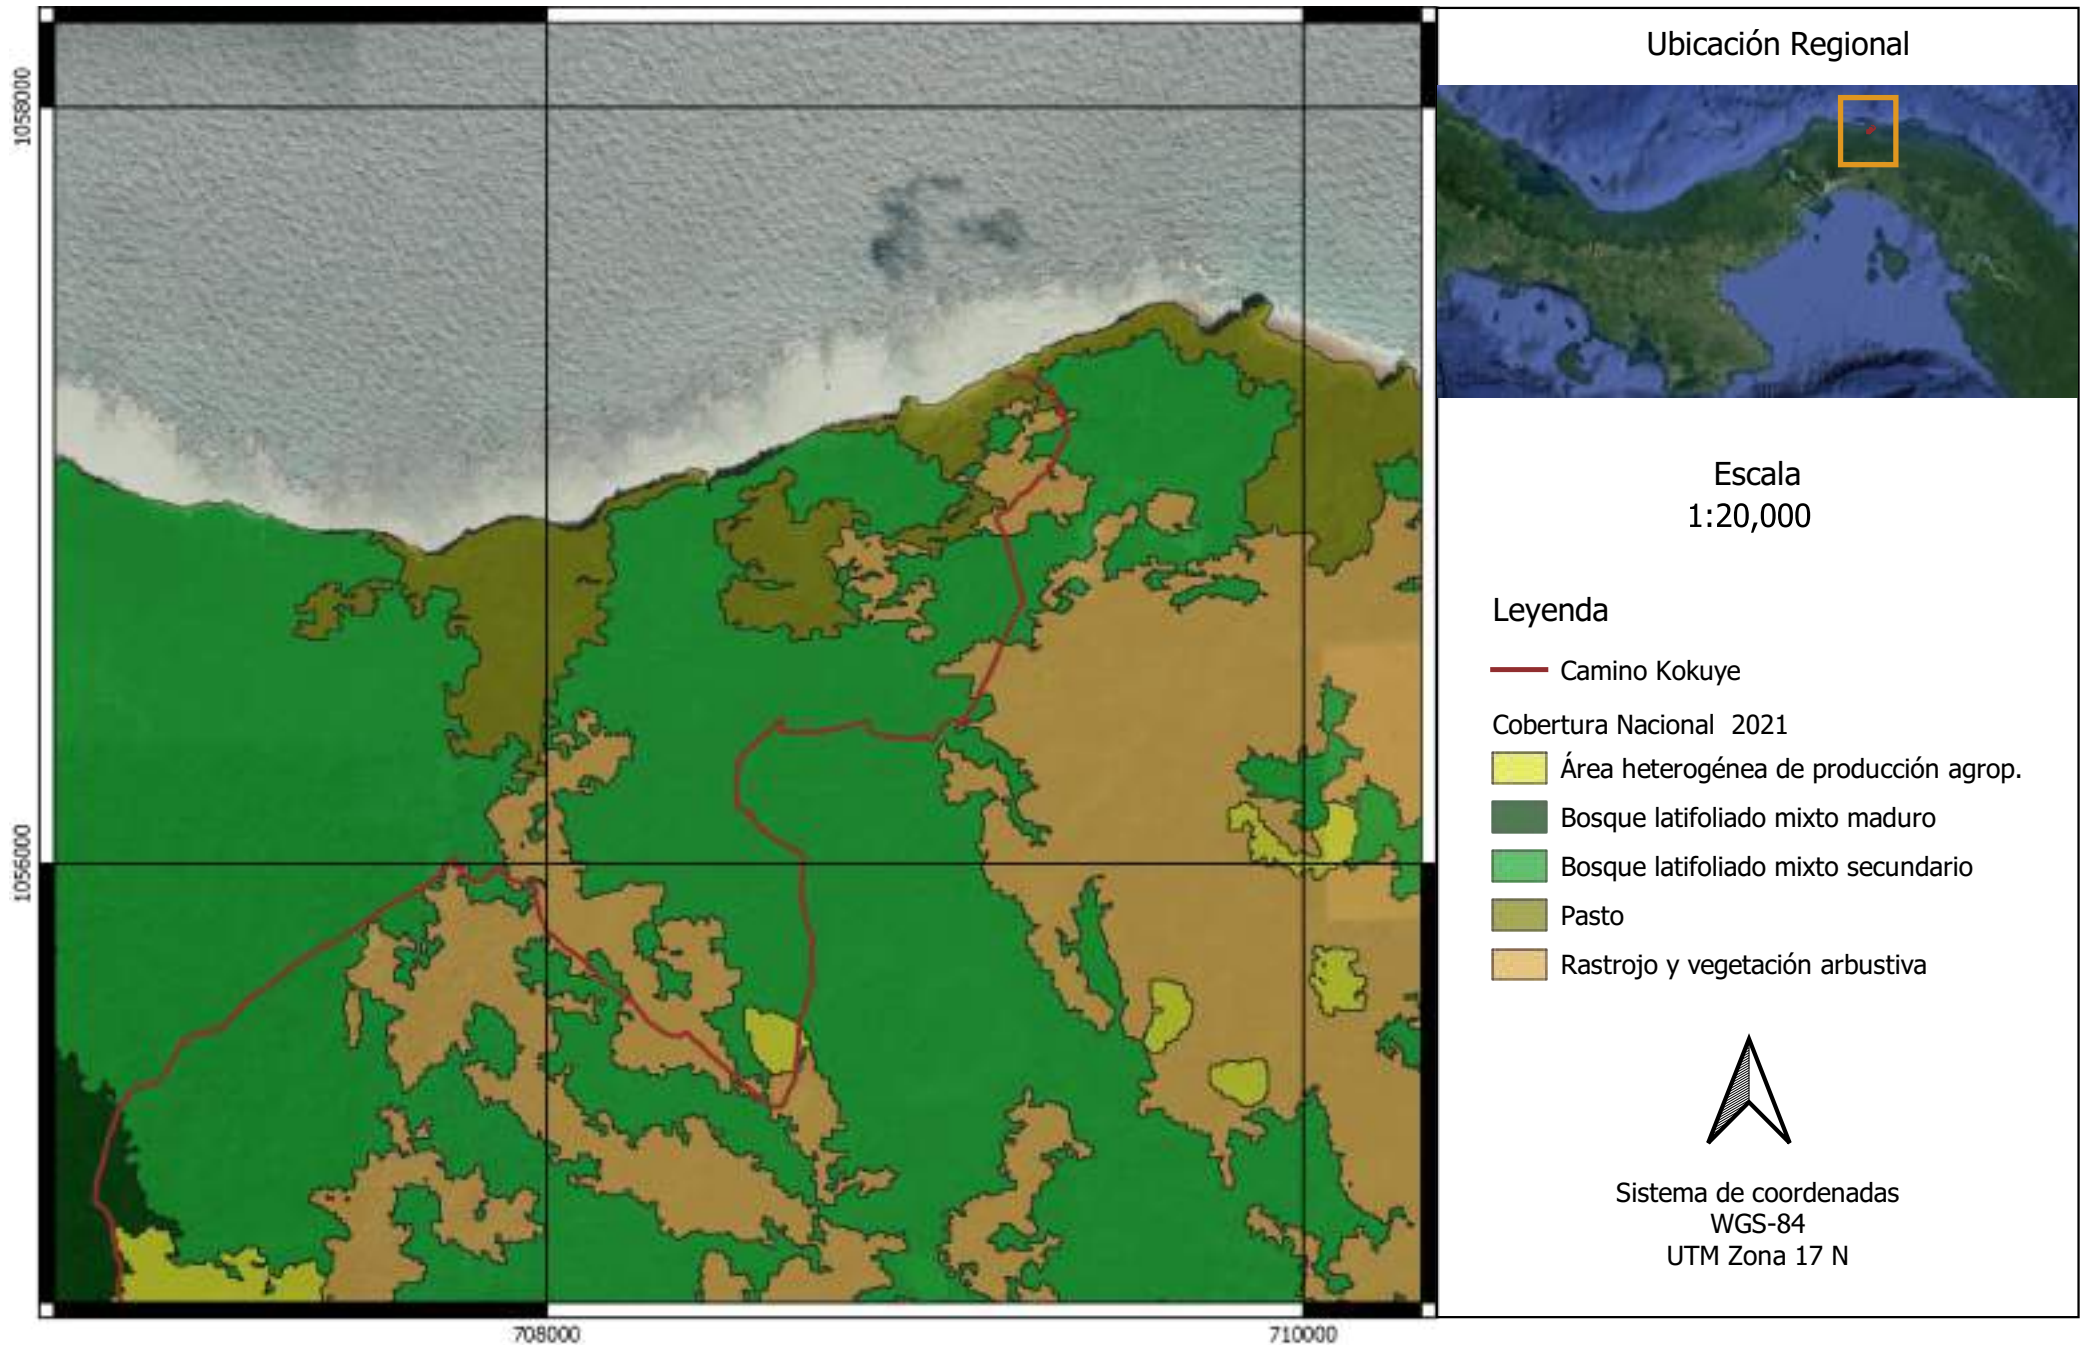 Ubicación Regional
1058000
1056000
708000
710000
Escala
1:20,000
Leyenda
Camino Kokuye
Cobertura Nacional 2021
Área heterogénea de producción agrop.
Bosque latifoliado mixto maduro
Bosque latifoliado mixto secundario
Pasto
Rastrojo y vegetación arbustiva
Sistema de coordenadas
WGS-84
UTM Zona 17 N